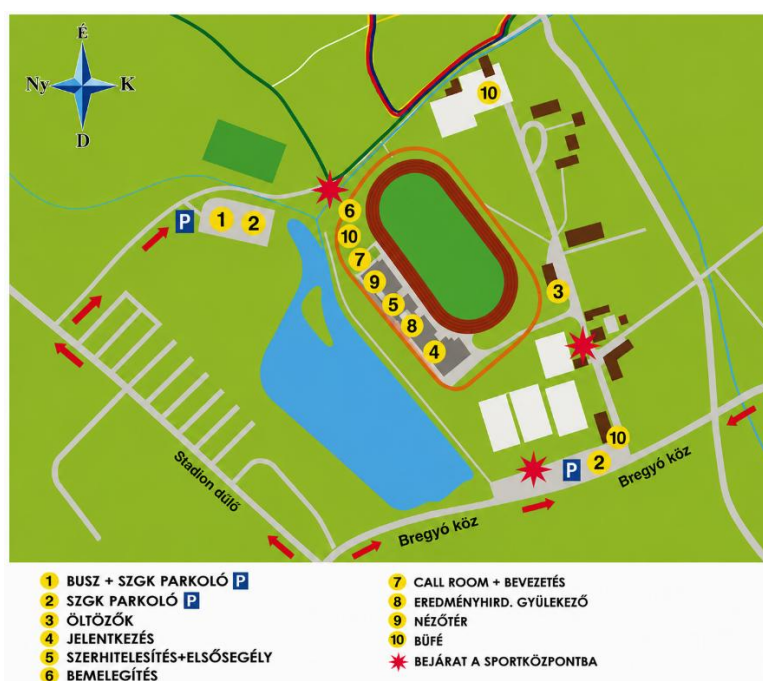 É
Ny
K
D
10
6
P
1
2
10
7
9
3
5
8
4
Stadion dűlő
10
P
2
Bregyó köz
Bregyó köz
1 BUSZ + SZGK PARKOLÓ P
2 SZGK PARKOLÓ P
3 ÖLTÖZŐK
4 JELENTKEZÉS
5 SZERHITELESÍTÉS+ELSŐSEGÉLY
6 BEMELEGÍTÉS
7 CALL ROOM + BEVEZETÉS
8 EREDMÉNYHIRD. GYÜLEKEZŐ
9 NÉZŐTÉR
10 BÜFÉ
BEJÁRAT A SPORTKÖZPONTBA